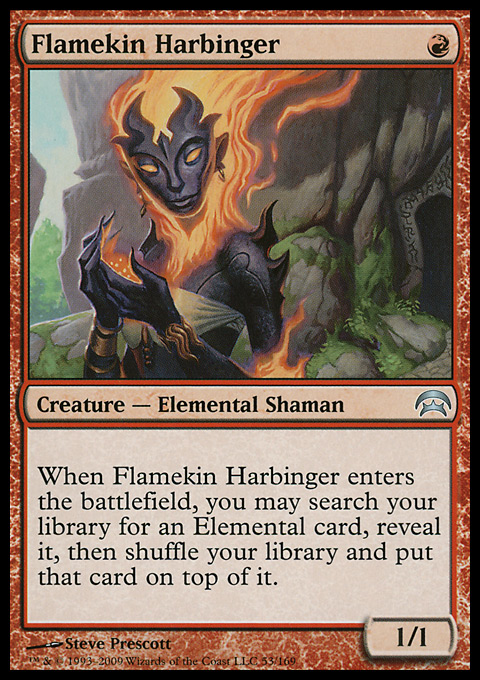 Flamekin Harbinger
Creature — Elemental Shaman
When Flamekin Harbinger enters
the battlefield, you may search your
library for an Elemental card, reveal
it, then shuffle your library and put
that card on top of it.
1/1
Steve Prescott
™ & © 1993–2009 Wizards of the Coast LLC 53/169